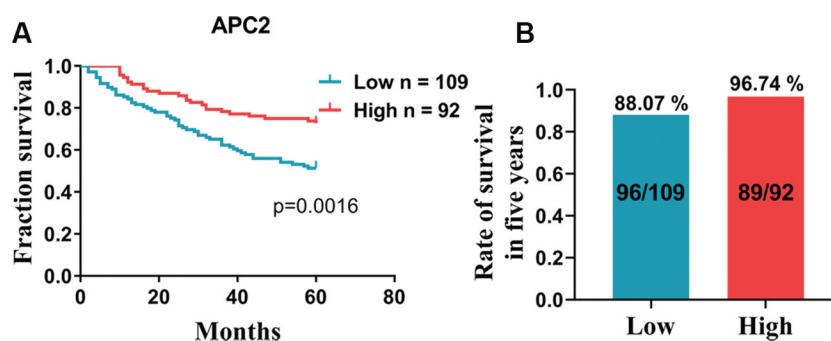 A
APC2
Fraction survival
1.0
0.8
0.6
0.4
0.2
0.0
0
20
40
60
80
Months
Low n = 109
High n = 92
p=0.0016
B
Rate of survival
in five years
1.0
0.8
0.6
0.4
0.2
0.0
88.07 %
96.74 %
96/109
89/92
Low
High